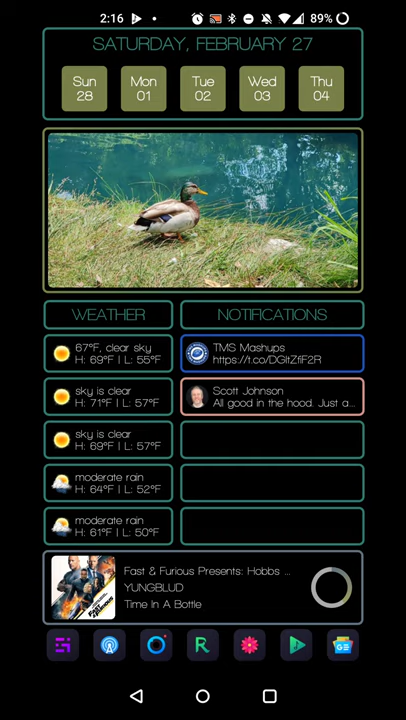 2:16
89%
SATURDAY, FEBRUARY 27
Sun Mon Tue Wed Thu
28 01 02 03 04
WEATHER
NOTIFICATIONS
67°F, clear sky
H: 69°F | L: 55°F
TMS Mashups
https://t.co/DGltZfiF2R
sky is clear
H: 71°F | L: 57°F
Scott Johnson
All good in the hood. Just a...
sky is clear
H: 69°F | L: 57°F
moderate rain
H: 64°F | L: 52°F
moderate rain
H: 61°F | L: 50°F
Fast & Furious Presents: Hobbs ...
YUNGBLUD
Time In A Bottle
R
GE